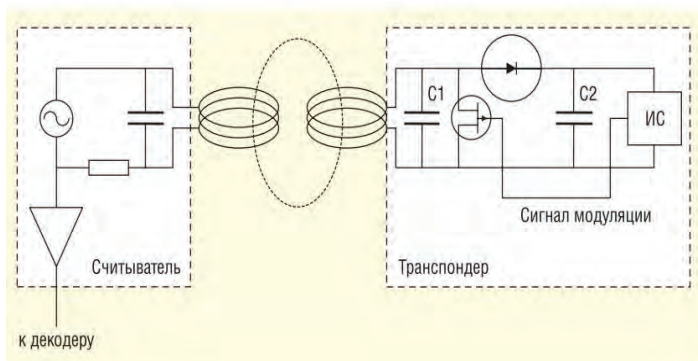 C1
C2
ИС
Сигнал модуляции
Считыватель
Транспондер
к декодеру